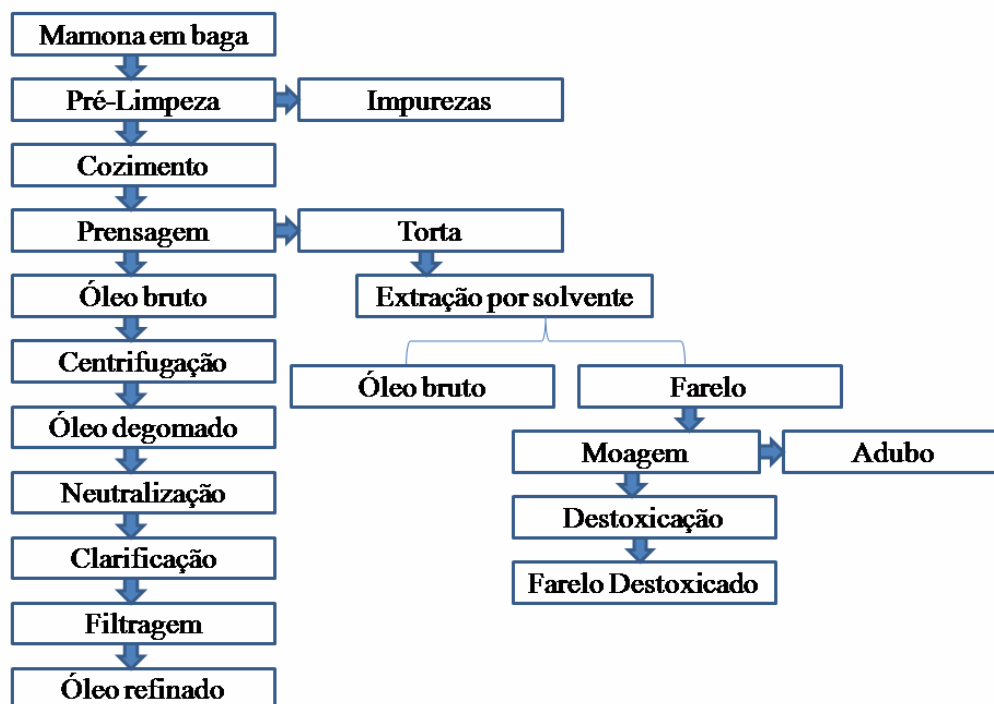 Mamona em baga
Pré-Limpeza
Impurezas
Cozimento
Prensagem
Torta
Óleo bruto
Extração por solvente
Centrifugação
Óleo bruto
Farelo
Óleo degomado
Moagem
Adubo
Neutralização
Destoxicação
Clarificação
Farelo Destoxicado
Filtragem
Óleo refinado